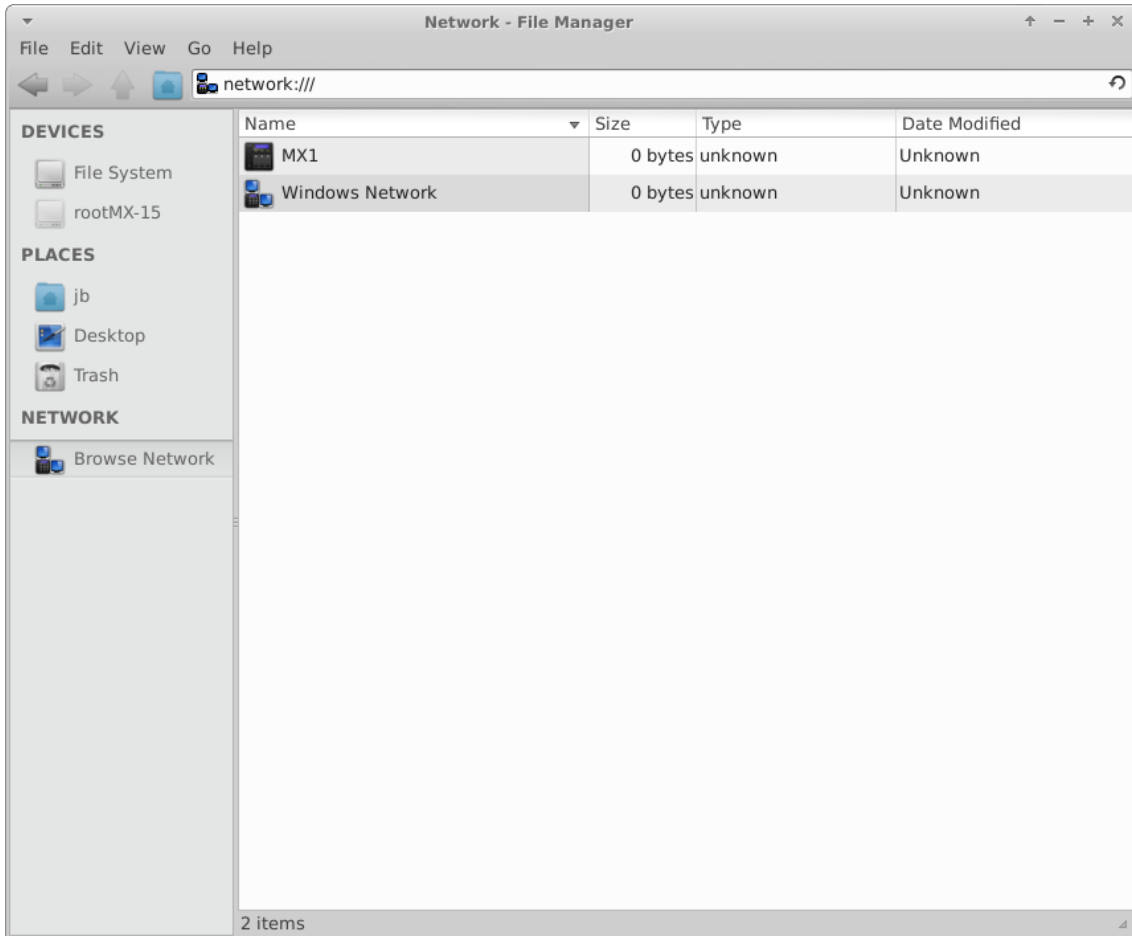 Network - File Manager
File Edit View Go Help
network:///
DEVICES
File System
rootMX-15
PLACES
jb
Desktop
Trash
NETWORK
Browse Network
Name Size Type Date Modified
MX1 0 bytes unknown Unknown
Windows Network 0 bytes unknown Unknown
2 items